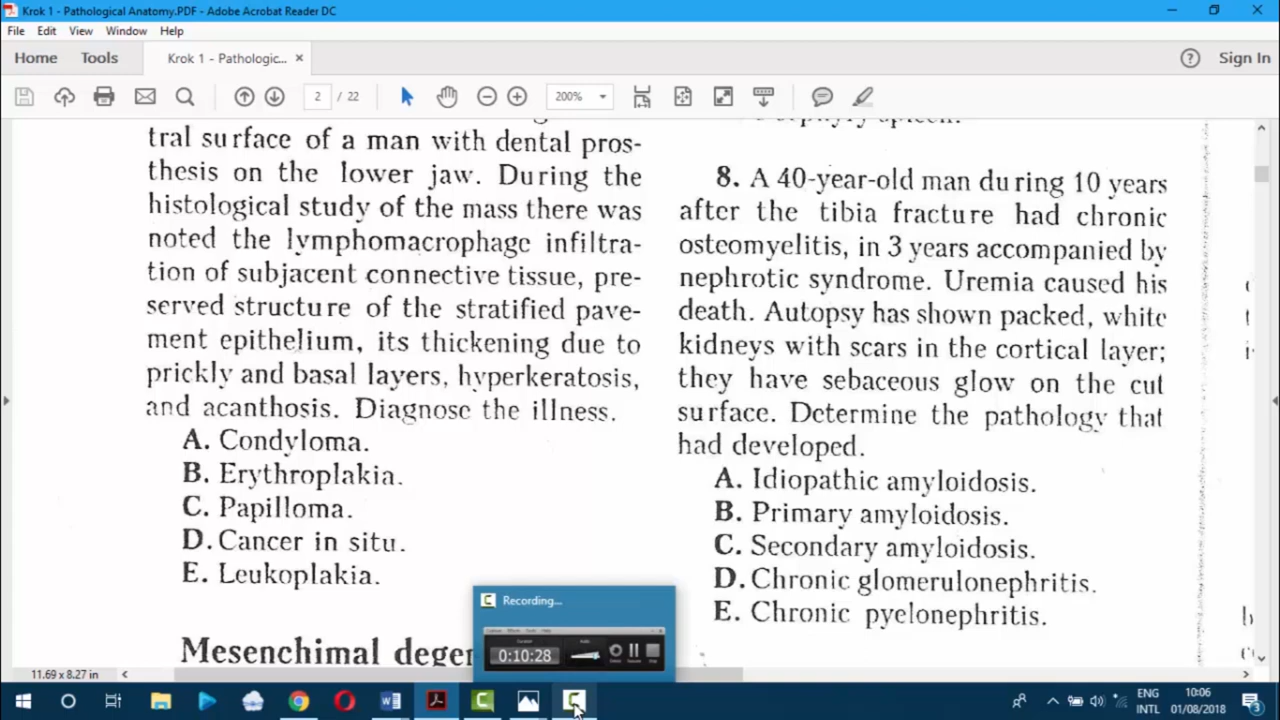 Krok 1 - Pathological Anatomy.PDF - Adobe Acrobat Reader DC
File Edit View Window Help
Home Tools Krok 1 - Pathologic... × Sign In
2 / 22 200%
tral surface of a man with dental pros-
thesis on the lower jaw. During the
histological study of the mass there was
noted the lymphomacrophage infiltra-
tion of subjacent connective tissue, pre-
served structure of the stratified pave-
ment epithelium, its thickening due to
prickly and basal layers, hyperkeratosis,
and acanthosis. Diagnose the illness.
A. Condyloma.
B. Erythroplakia.
C. Papilloma.
D. Cancer in situ.
E. Leukoplakia.
Mesenchimal
spleen.
8. A 40-year-old man during 10 years
after the tibia fracture had chronic
osteomyelitis, in 3 years accompanied by
nephrotic syndrome. Uremia caused his
death. Autopsy has shown packed, white
kidneys with scars in the cortical layer;
they have sebaceous glow on the cut
surface. Determine the pathology that
had developed.
A. Idiopathic amyloidosis.
B. Primary amyloidosis.
C. Secondary amyloidosis.
D. Chronic glomerulonephritis.
E. Chronic pyelonephritis.
Recording...
0:10:28
11.69 x 8.27 in
ENG
INTL
10:06
01/08/2018
3